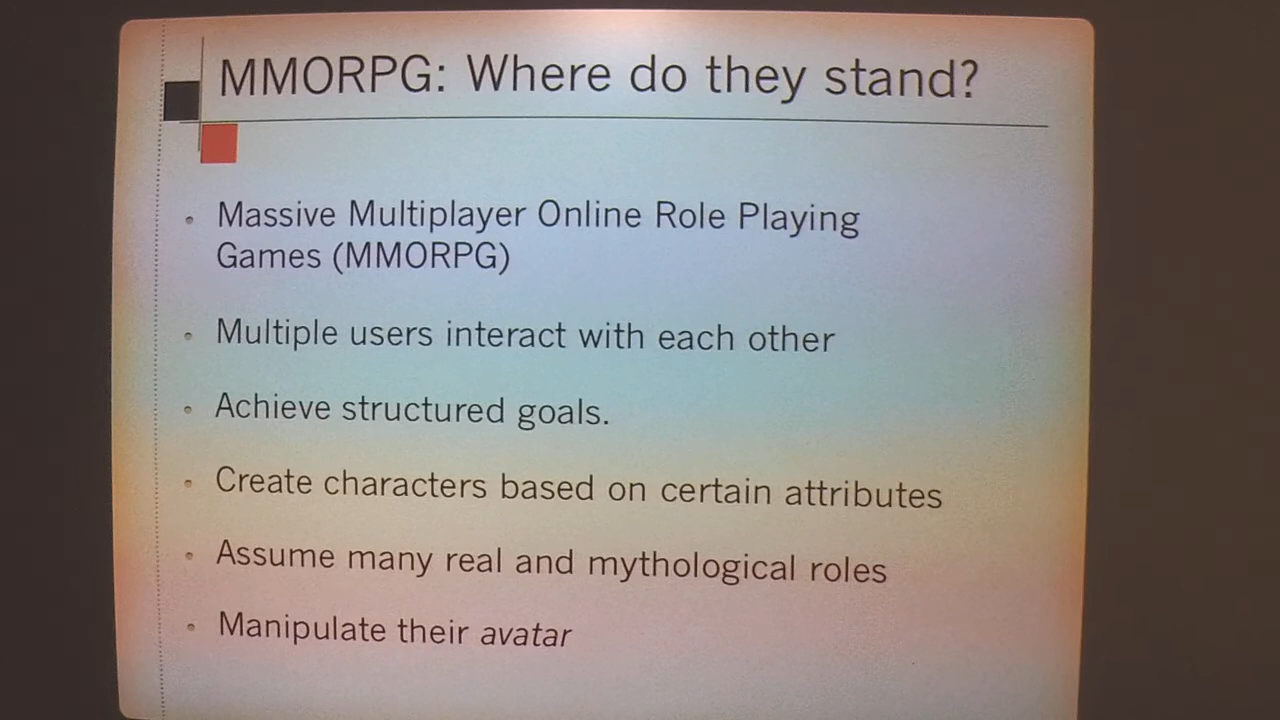 MMORPG: Where do they stand?
Massive Multiplayer Online Role Playing
Games (MMORPG)
Multiple users interact with each other
Achieve structured goals.
Create characters based on certain attributes
Assume many real and mythological roles
Manipulate their avatar